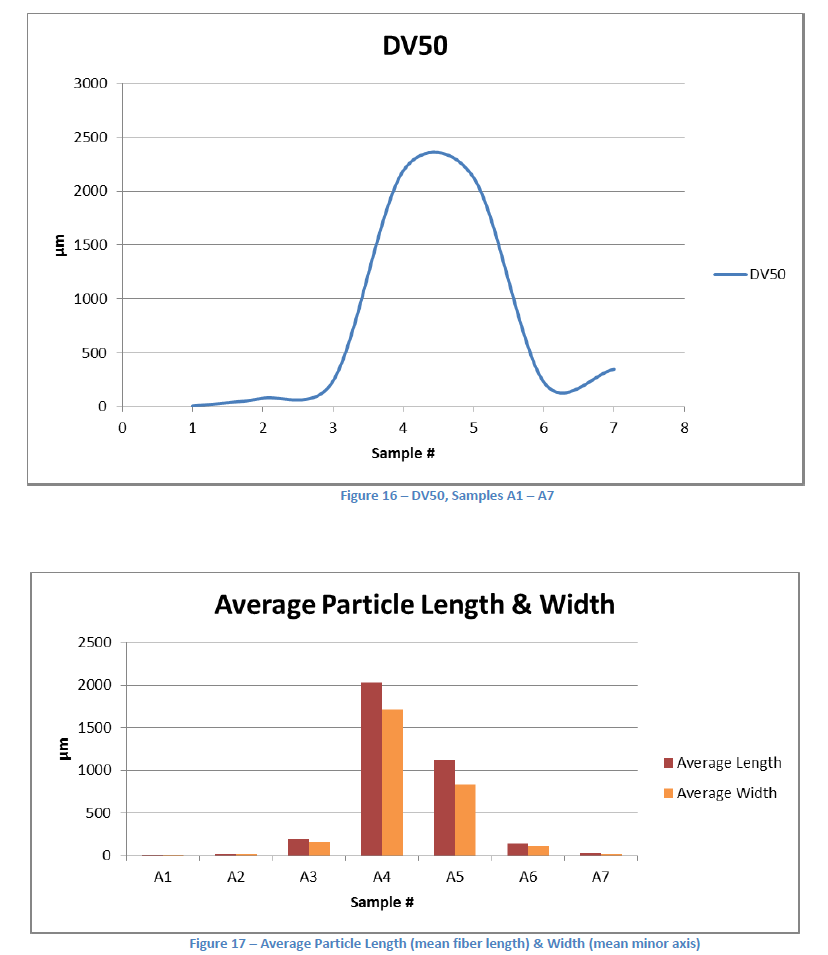 DV50
3000
2500
2000
1500
1000
500
0
µm
0 1 2 3 4 5 6 7 8
Sample #
DV50
Figure 16 – DV50, Samples A1 – A7
Average Particle Length & Width
2500
2000
1500
1000
500
0
µm
A1 A2 A3 A4 A5 A6 A7
Sample #
Average Length
Average Width
Figure 17 – Average Particle Length (mean fiber length) & Width (mean minor axis)